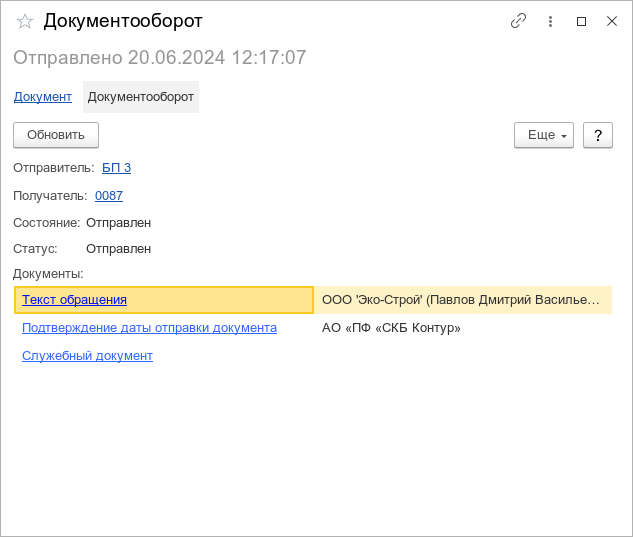 Документооборот
Отправлено 20.06.2024 12:17:07
Документ Документооборот
Обновить Еще ?
Отправитель: БП 3
Получатель: 0087
Состояние: Отправлен
Статус: Отправлен
Документы:
Текст обращения ООО 'Эко-Строй' (Павлов Дмитрий Василье...
Подтверждение даты отправки документа АО «ПФ «СКБ Контур»
Служебный документ